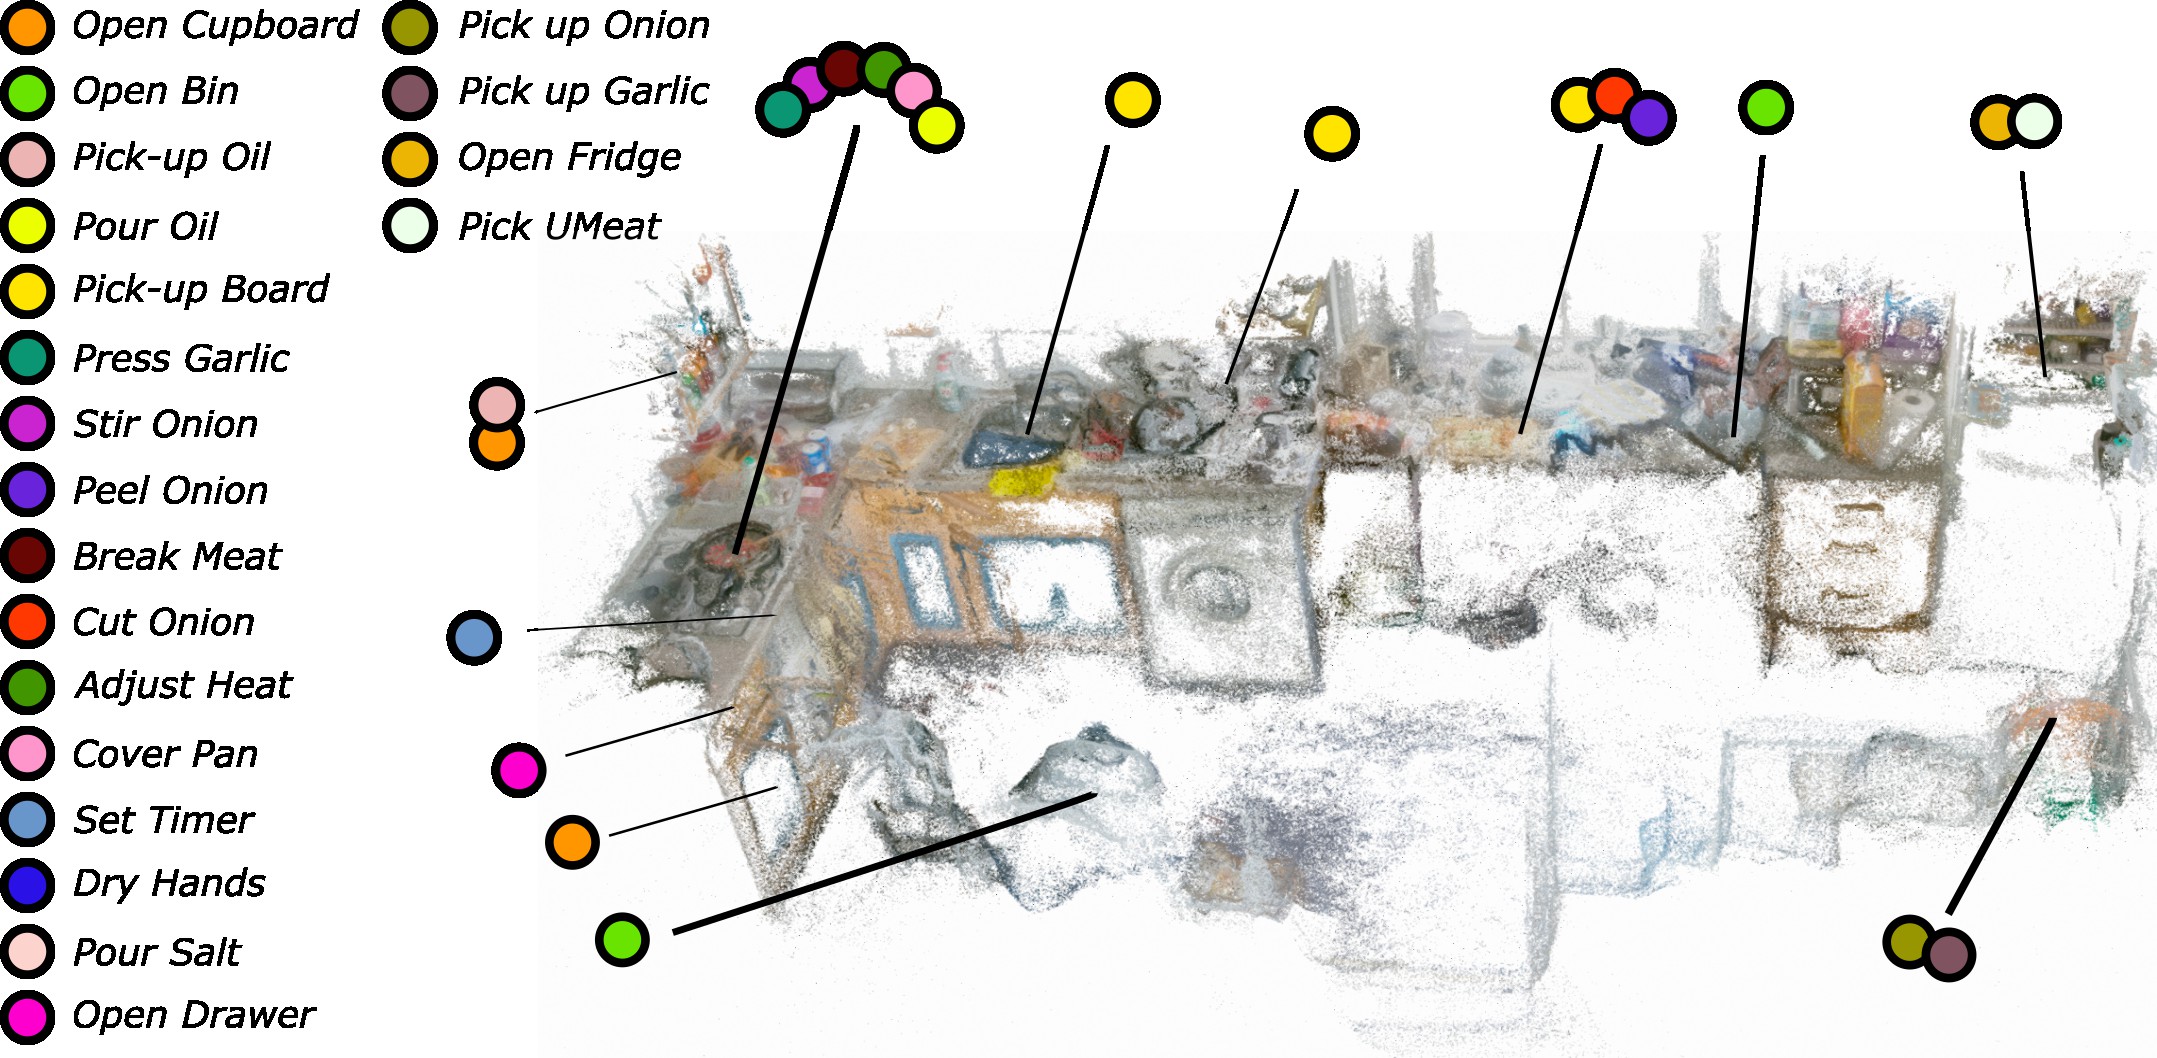 Open Cupboard
Open Bin
Pick-up Oil
Pour Oil
Pick-up Board
Press Garlic
Stir Onion
Peel Onion
Break Meat
Cut Onion
Adjust Heat
Cover Pan
Set Timer
Dry Hands
Pour Salt
Open Drawer
Pick up Onion
Pick up Garlic
Open Fridge
Pick UMeat